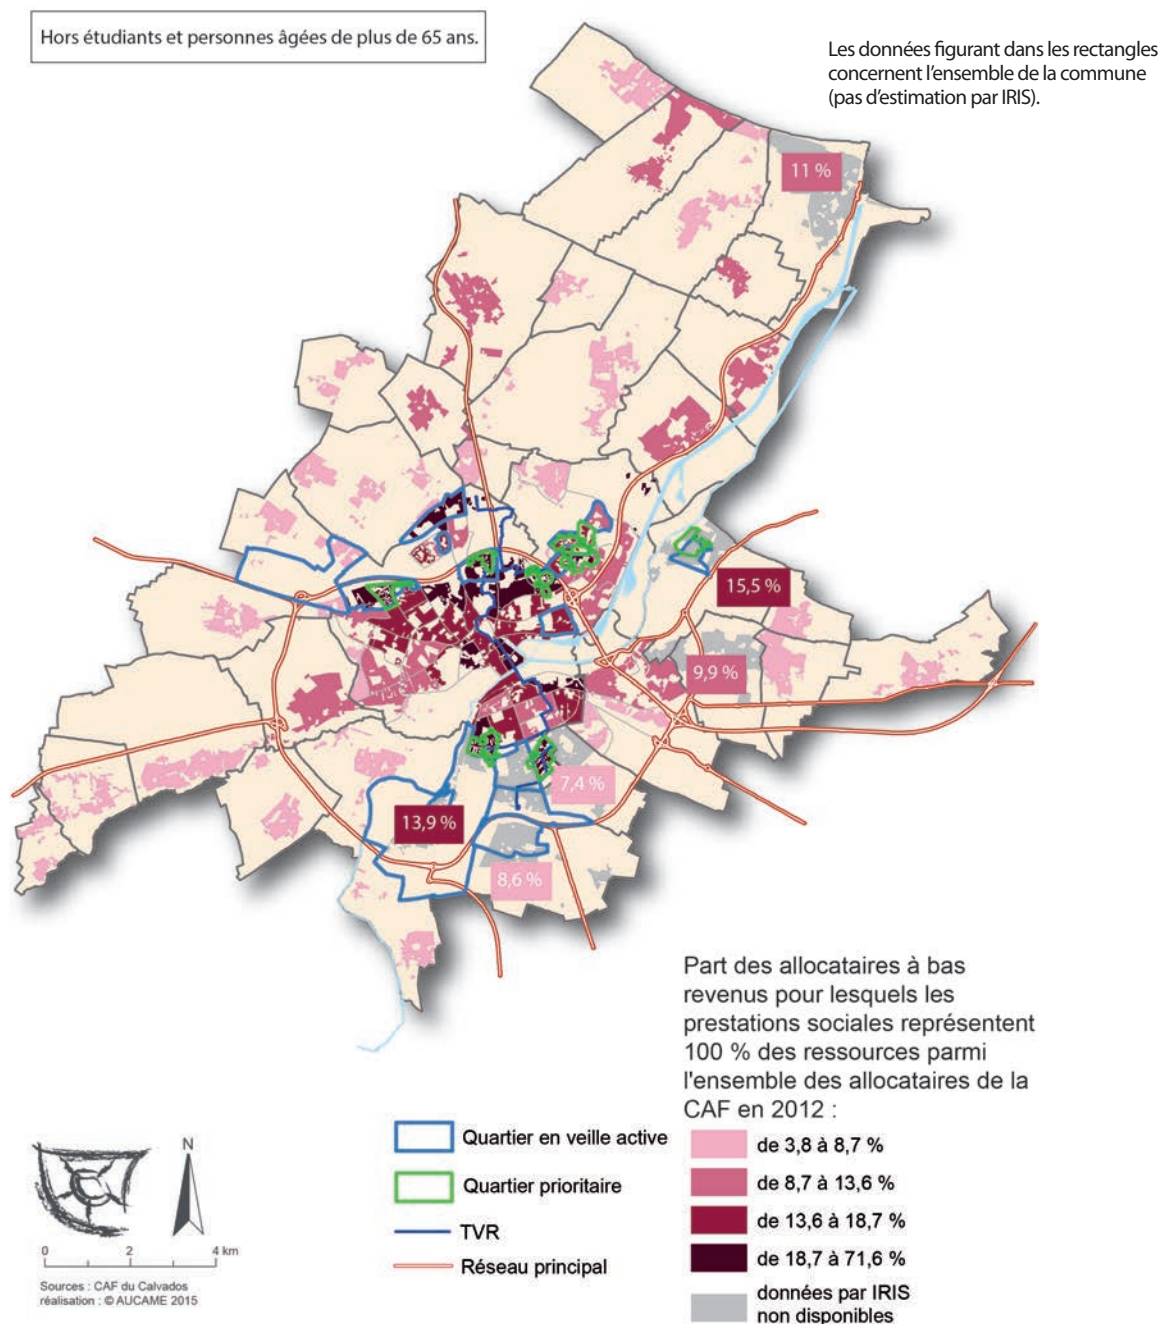 Hors étudiants et personnes âgées de plus de 65 ans.
Les données figurant dans les rectangles
concernent l'ensemble de la commune
(pas d'estimation par IRIS).
11 %
15,5 %
9,9 %
7,4 %
13,9 %
8,6 %
Part des allocataires à bas
revenus pour lesquels les
prestations sociales représentent
100 % des ressources parmi
l'ensemble des allocataires de la
CAF en 2012 :
de 3,8 à 8,7 %
de 8,7 à 13,6 %
de 13,6 à 18,7 %
de 18,7 à 71,6 %
données par IRIS
non disponibles
Quartier en veille active
Quartier prioritaire
TVR
Réseau principal
N
0 2 4 km
Sources : CAF du Calvados
réalisation : © AUCAME 2015